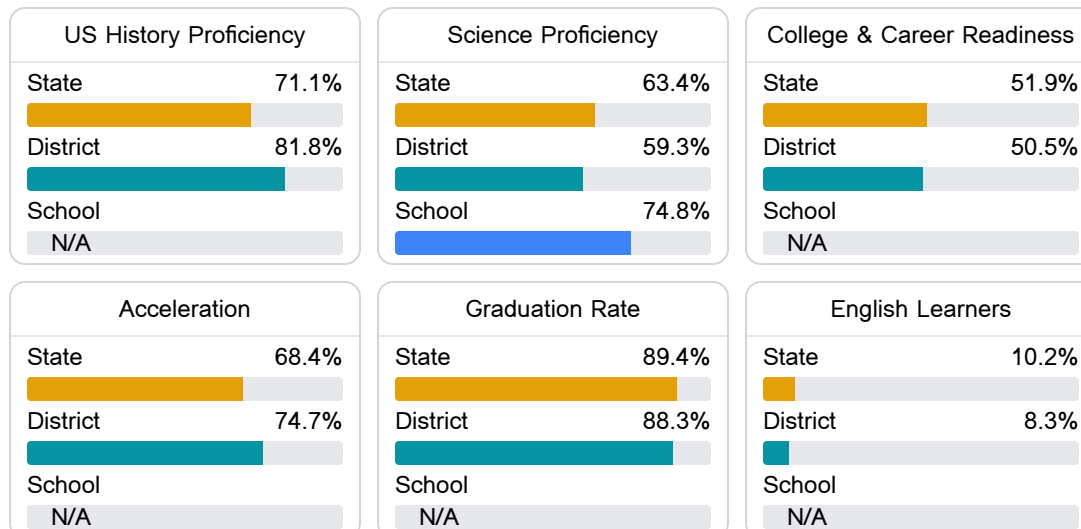 US History Proficiency
State 71.1%
District 81.8%
School
N/A
Science Proficiency
State 63.4%
District 59.3%
School 74.8%
College & Career Readiness
State 51.9%
District 50.5%
School
N/A
Acceleration
State 68.4%
District 74.7%
School
N/A
Graduation Rate
State 89.4%
District 88.3%
School
N/A
English Learners
State 10.2%
District 8.3%
School
N/A